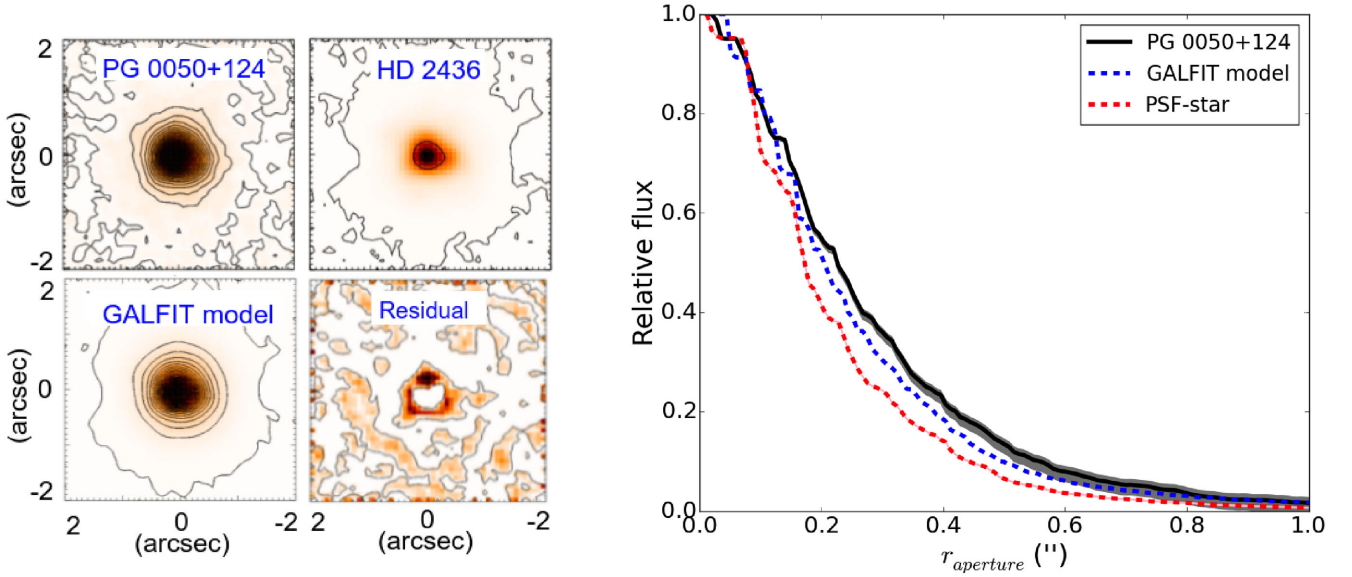 PG 0050+124
HD 2436
2
0
-2
(arcsec)
GALFIT model
Residual
2
0
-2
(arcsec)
2
0
-2
2
0
-2
(arcsec)
(arcsec)
1.0
0.8
0.6
0.4
0.2
0.0
Relative flux
PG 0050+124
GALFIT model
PSF-star
0.0
0.2
0.4
0.6
0.8
1.0
r_aperture ('')